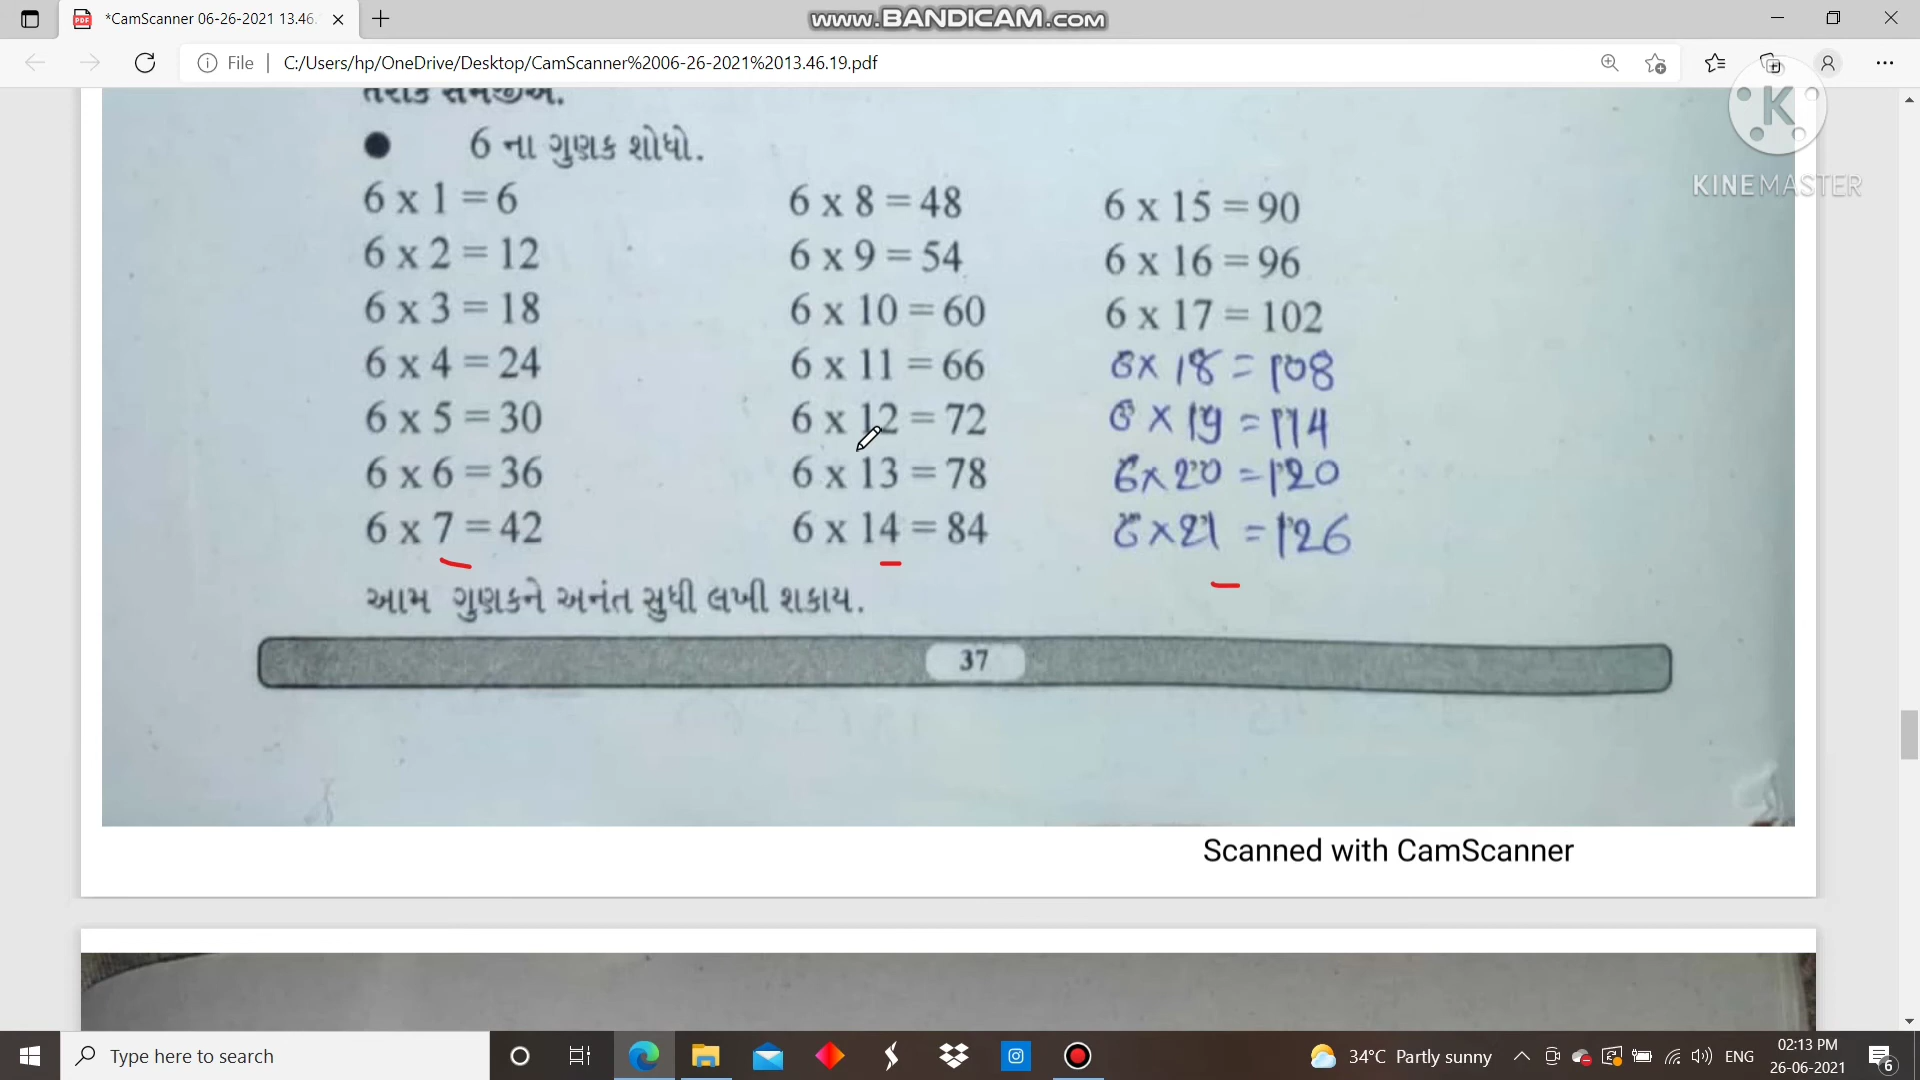 *CamScanner 06-26-2021 13.46.
www.BANDICAM.com
File
C:/Users/hp/OneDrive/Desktop/CamScanner%2006-26-2021%2013.46.19.pdf
K
KINEMASTER
સમજીએ.
6 ના ગુણક શોધો.
6 x 1 = 6
6 x 2 = 12
6 x 3 = 18
6 x 4 = 24
6 x 5 = 30
6 x 6 = 36
6 x 7 = 42
6 x 8 = 48
6 x 9 = 54
6 x 10 = 60
6 x 11 = 66
6 x 12 = 72
6 x 13 = 78
6 x 14 = 84
6 x 15 = 90
6 x 16 = 96
6 x 17 = 102
6 x 18 = 108
6 x 19 = 114
6 x 20 = 120
6 x 21 = 126
આમ ગુણકને અનંત સુધી લખી શકાય.
37
Scanned with CamScanner
Type here to search
34°C Partly sunny
ENG
02:13 PM
26-06-2021
6